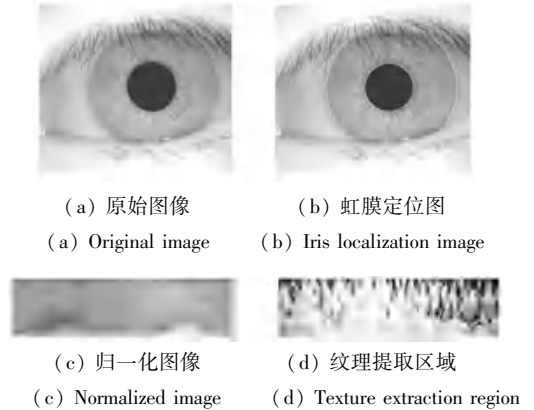 (a) 原始图像
(b) 虹膜定位图
(a) Original image
(b) Iris localization image
(c) 归一化图像
(d) 纹理提取区域
(c) Normalized image
(d) Texture extraction region